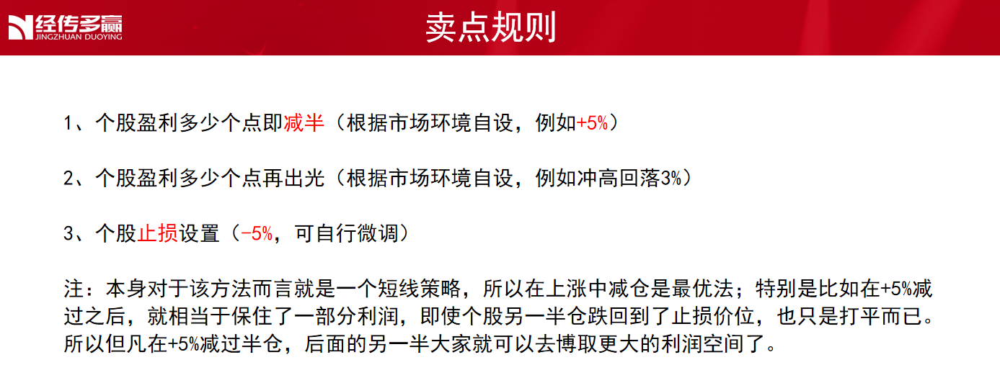 经传多赢
JINGZHUAN DUOYING
卖点规则
1、个股盈利多少个点即减半（根据市场环境自设，例如+5%）
2、个股盈利多少个点再出光（根据市场环境自设，例如冲高回落3%）
3、个股止损设置（-5%，可自行微调）
注：本身对于该方法而言就是一个短线策略，所以在上涨中减仓是最优法；特别是比如在+5%减
过之后，就相当于保住了一部分利润，即使个股另一半仓跌回到了止损价位，也只是打平而已。
所以但凡在+5%减过半仓，后面的另一半大家就可以去博取更大的利润空间了。